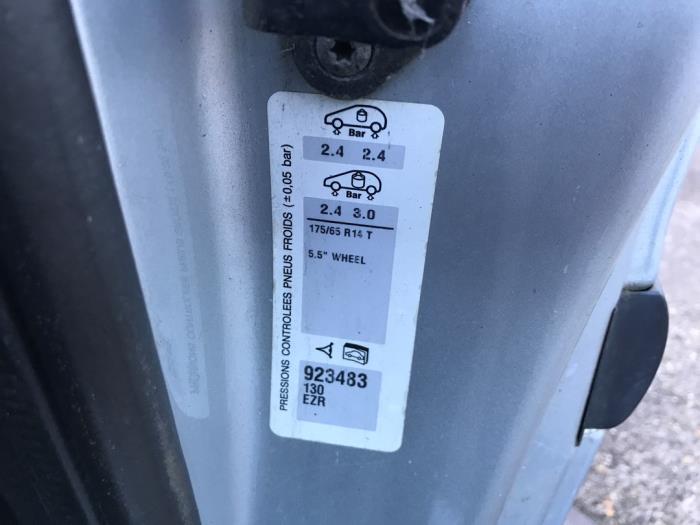 PRESSIONS CONTROLEES PNEUS FROIDS (±0,05 bar)
Bar
2.4 2.4
Bar
2.4 3.0
175/65 R14 T
5.5" WHEEL
923483
130
EZR